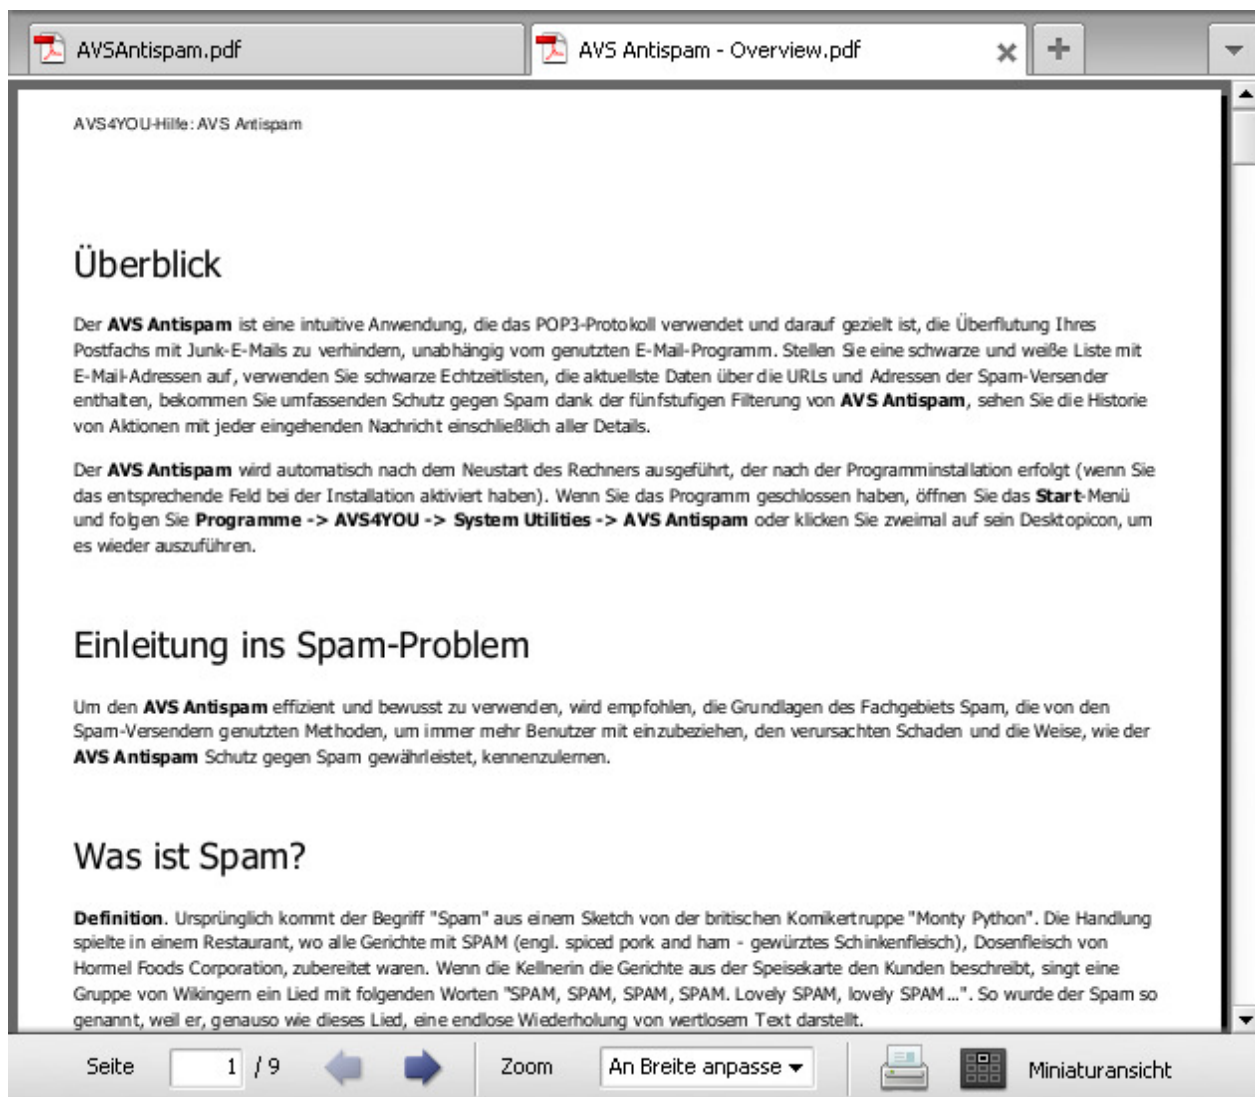 AVSAntispam.pdf
AVS Antispam - Overview.pdf
AVS4YOU-Hilfe: AVS Antispam
Überblick
Der AVS Antispam ist eine intuitive Anwendung, die das POP3-Protokoll verwendet und darauf gezielt ist, die Überflutung Ihres
Postfachs mit Junk-E-Mails zu verhindern, unabhängig vom genutzten E-Mail-Programm. Stellen Sie eine schwarze und weiße Liste mit
E-Mail-Adressen auf, verwenden Sie schwarze Echtzeitlisten, die aktuellste Daten über die URLs und Adressen der Spam-Versender
enthalten, bekommen Sie umfassenden Schutz gegen Spam dank der fünfstufigen Filterung von AVS Antispam, sehen Sie die Historie
von Aktionen mit jeder eingehenden Nachricht einschließlich aller Details.
Der AVS Antispam wird automatisch nach dem Neustart des Rechners ausgeführt, der nach der Programminstallation erfolgt (wenn Sie
das entsprechende Feld bei der Installation aktiviert haben). Wenn Sie das Programm geschlossen haben, öffnen Sie das Start-Menü
und folgen Sie Programme -> AVS4YOU -> System Utilities -> AVS Antispam oder klicken Sie zweimal auf sein Desktopicon, um
es wieder auszuführen.
Einleitung ins Spam-Problem
Um den AVS Antispam effizient und bewusst zu verwenden, wird empfohlen, die Grundlagen des Fachgebiets Spam, die von den
Spam-Versendern genutzten Methoden, um immer mehr Benutzer mit einzubeziehen, den verursachten Schaden und die Weise, wie der
AVS Antispam Schutz gegen Spam gewährleistet, kennenzulernen.
Was ist Spam?
Definition. Ursprünglich kommt der Begriff "Spam" aus einem Sketch von der britischen Komikertruppe "Monty Python". Die Handlung
spielte in einem Restaurant, wo alle Gerichte mit SPAM (engl. spiced pork and ham - gewürztes Schinkenfleisch), Dosenfleisch von
Hormel Foods Corporation, zubereitet waren. Wenn die Kellnerin die Gerichte aus der Speisekarte den Kunden beschreibt, singt eine
Gruppe von Wikingern ein Lied mit folgenden Worten "SPAM, SPAM, SPAM, SPAM. Lovely SPAM, lovely SPAM...". So wurde der Spam so
genannt, weil er, genauso wie dieses Lied, eine endlose Wiederholung von wertlosem Text darstellt.
Seite 1 / 9 Zoom An Breite anpasse Miniaturansicht